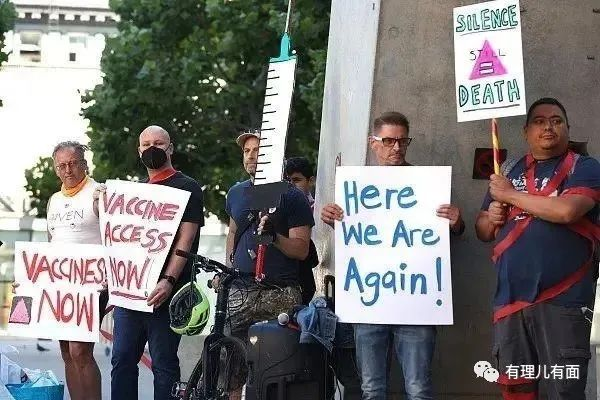 VACCINES
NOW
VACCINE
ACCESS
NOW!
Here
We Are
Again!
SILENCE
STILL
=
DEATH
有理儿有面